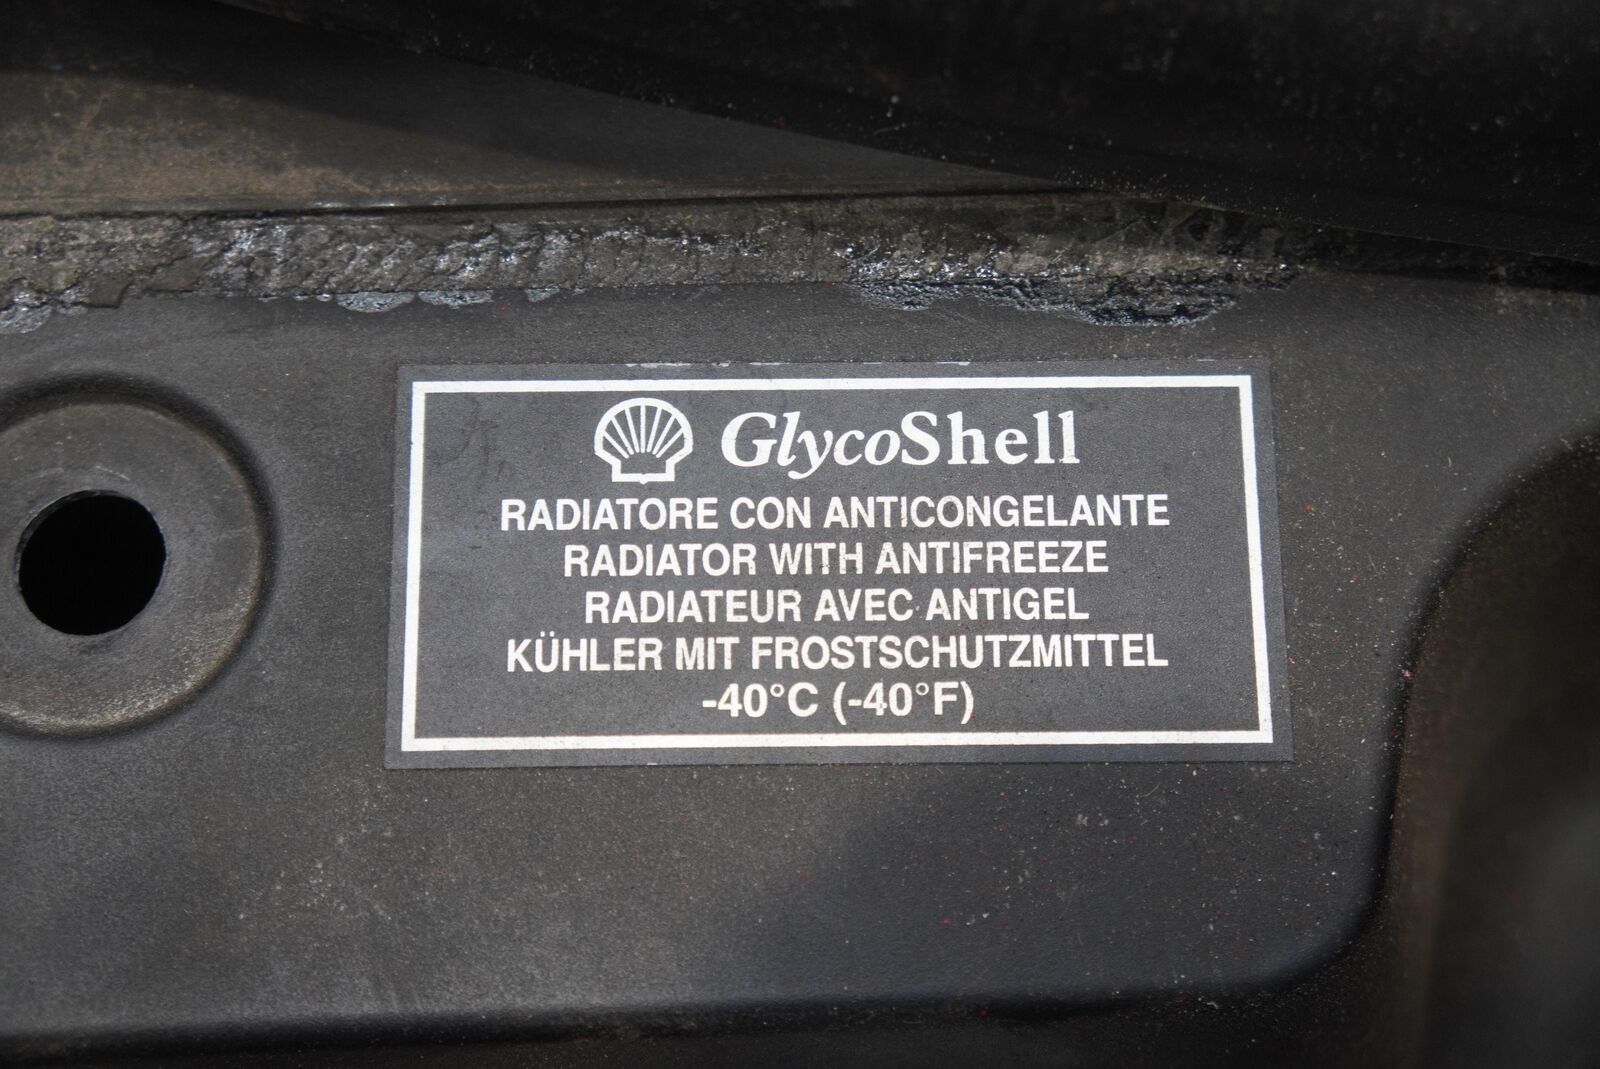 GlycoShell
RADIATORE CON ANTICONGELANTE
RADIATOR WITH ANTIFREEZE
RADIATEUR AVEC ANTIGEL
KÜHLER MIT FROSTSCHUTZMITTEL
-40°C (-40°F)